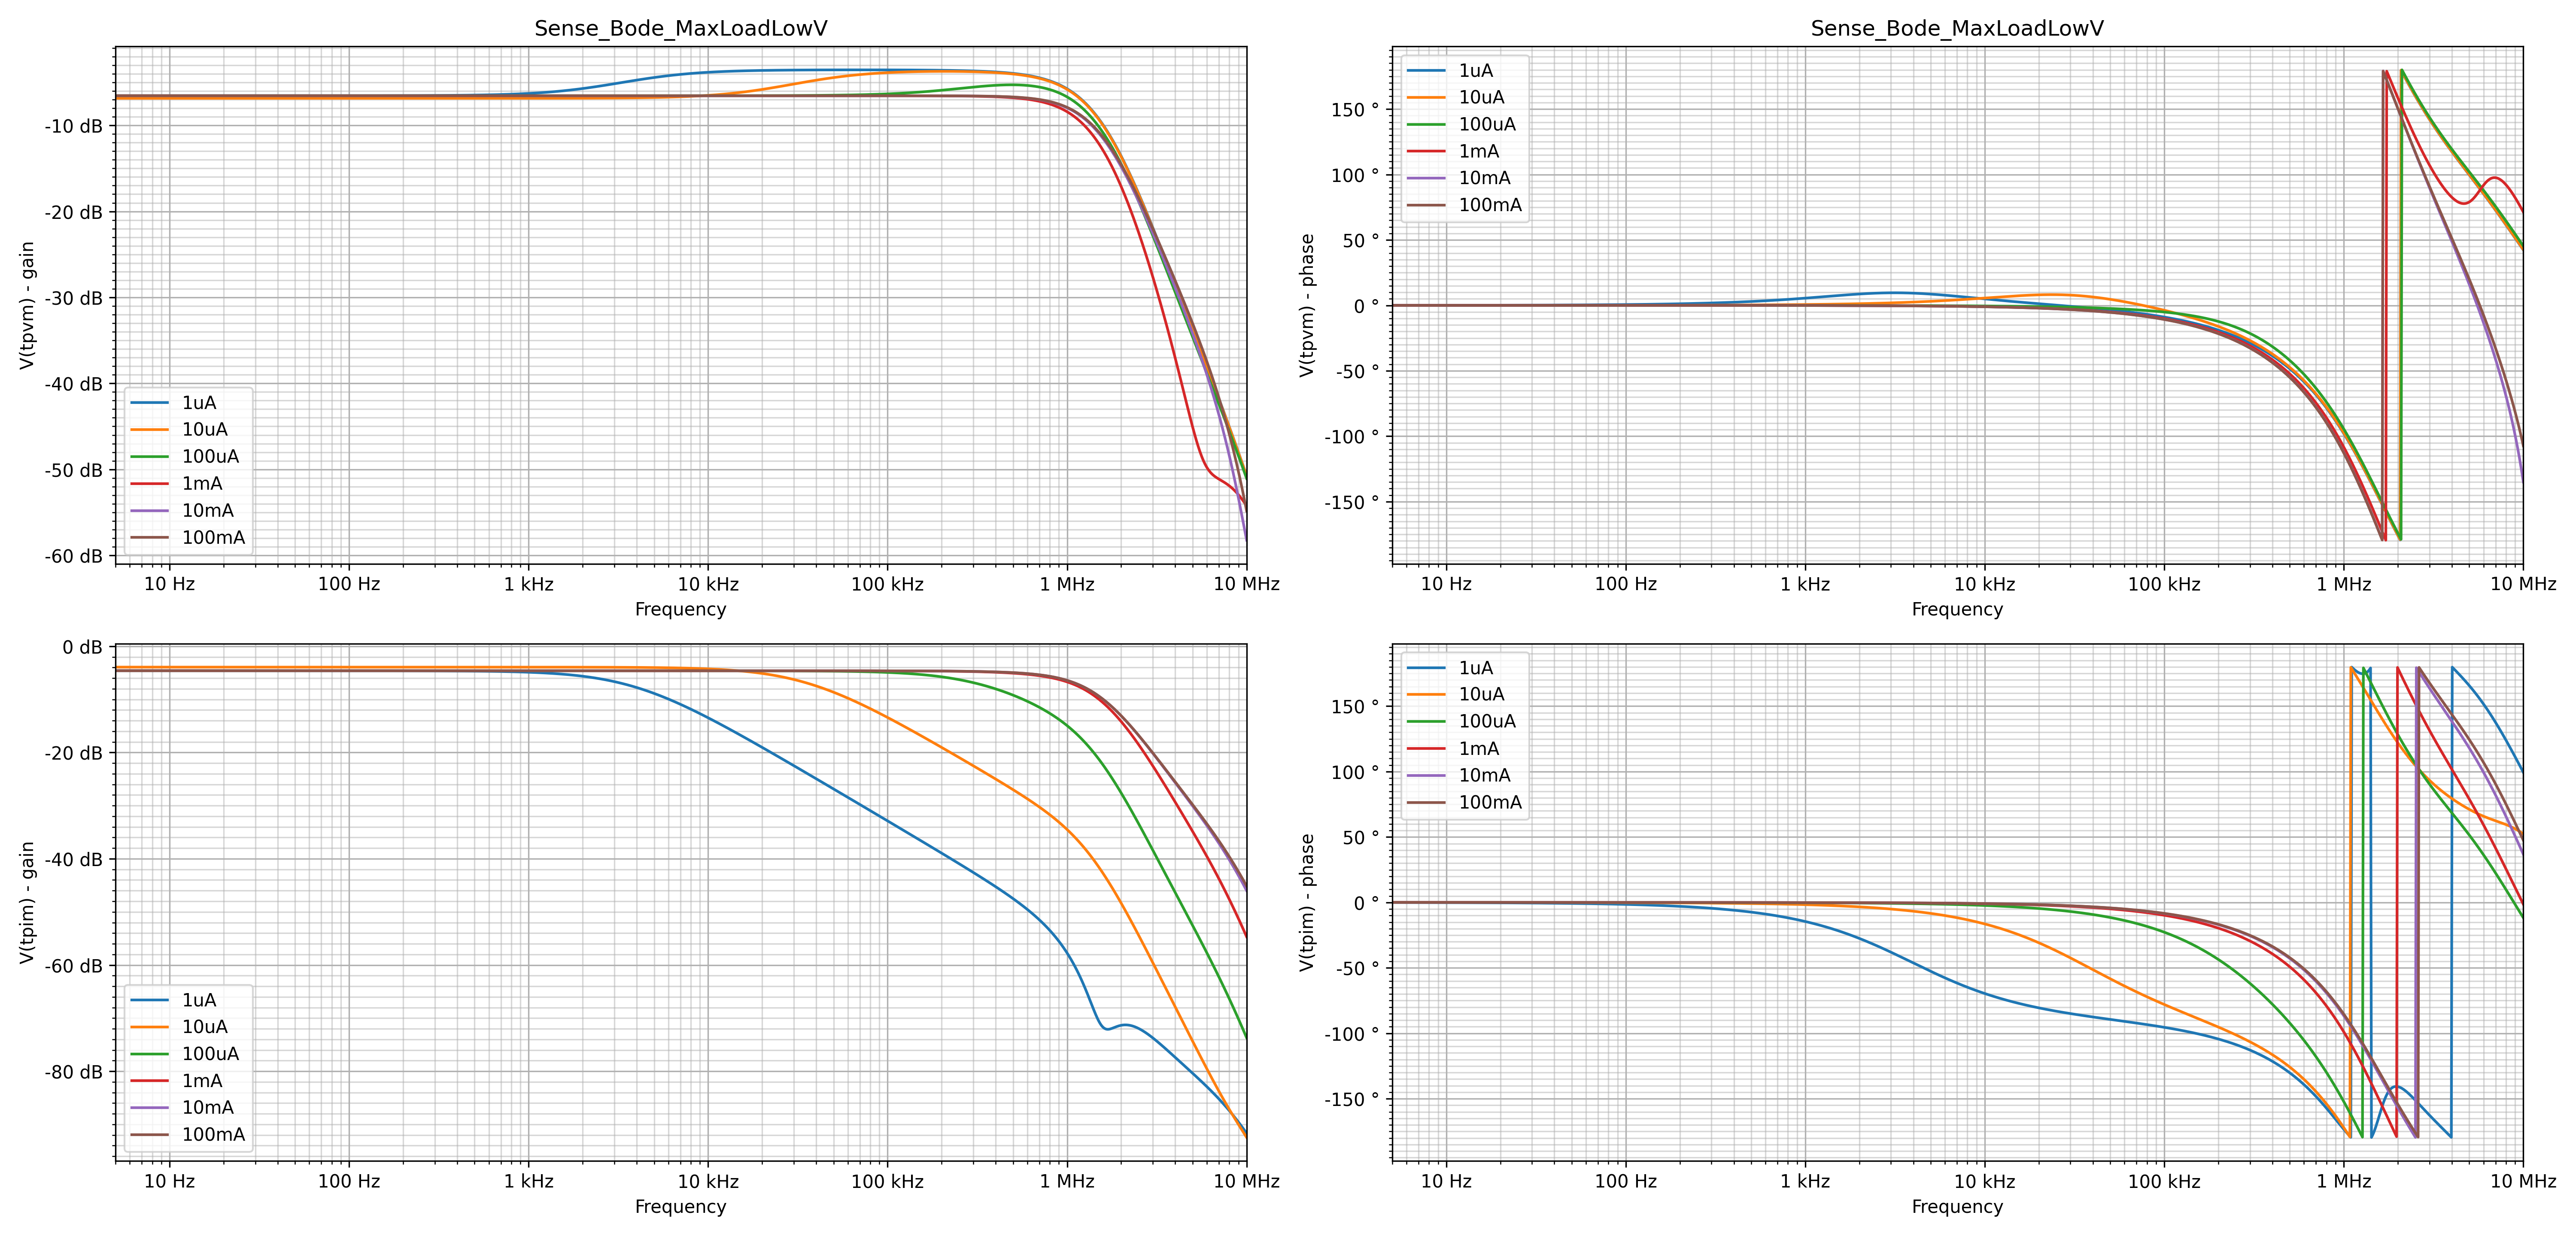 Sense_Bode_MaxLoadLowV
V(tpvm) - gain
-10 dB
-20 dB
-30 dB
-40 dB
-50 dB
-60 dB
1uA
10uA
100uA
1mA
10mA
100mA
10 Hz
100 Hz
1 kHz
10 kHz
100 kHz
1 MHz
10 MHz
Frequency
Sense_Bode_MaxLoadLowV
V(tpvm) - phase
150 °
100 °
50 °
0 °
-50 °
-100 °
-150 °
1uA
10uA
100uA
1mA
10mA
100mA
10 Hz
100 Hz
1 kHz
10 kHz
100 kHz
1 MHz
10 MHz
Frequency
V(tpim) - gain
0 dB
-20 dB
-40 dB
-60 dB
-80 dB
1uA
10uA
100uA
1mA
10mA
100mA
10 Hz
100 Hz
1 kHz
10 kHz
100 kHz
1 MHz
10 MHz
Frequency
V(tpim) - phase
150 °
100 °
50 °
0 °
-50 °
-100 °
-150 °
1uA
10uA
100uA
1mA
10mA
100mA
10 Hz
100 Hz
1 kHz
10 kHz
100 kHz
1 MHz
10 MHz
Frequency